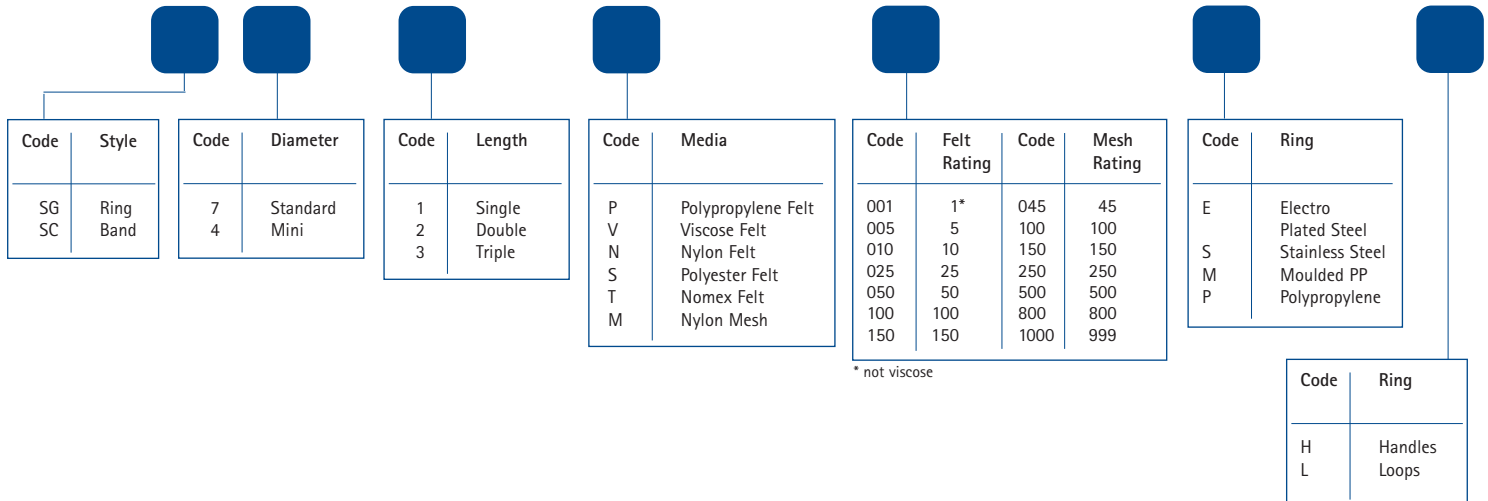 Code Style
SG Ring
SC Band
Code Diameter
7 Standard
4 Mini
Code Length
1 Single
2 Double
3 Triple
Code Media
P Polypropylene Felt
V Viscose Felt
N Nylon Felt
S Polyester Felt
T Nomex Felt
M Nylon Mesh
Code Felt Code Mesh
Rating Rating
001 1* 045 45
005 5 100 100
010 10 150 150
025 25 250 250
050 50 500 500
100 100 800 800
150 150 1000 999
* not viscose
Code Ring
E Electro
Plated Steel
S Stainless Steel
M Moulded PP
P Polypropylene
Code Ring
H Handles
L Loops